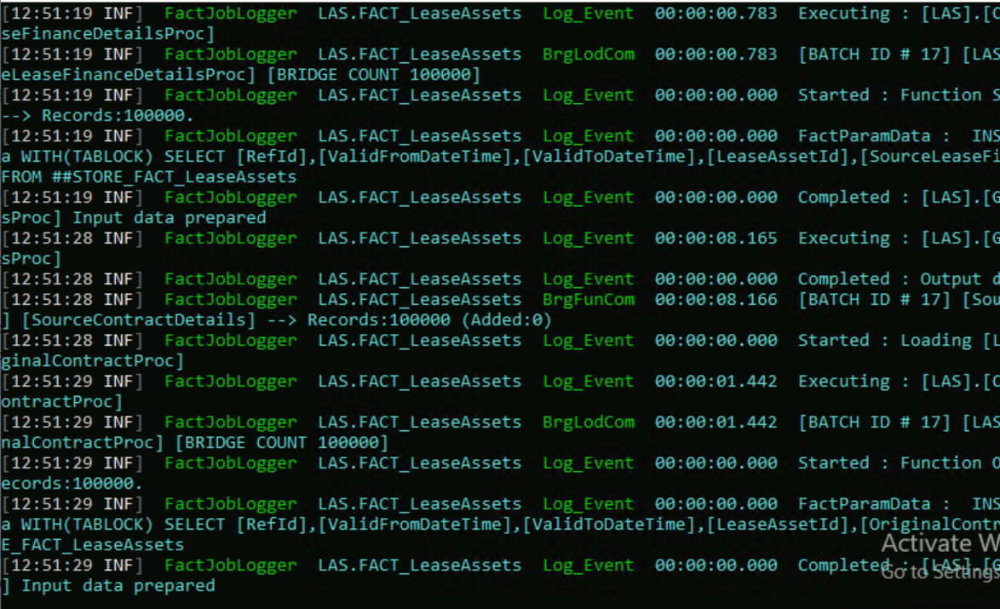 [12:51:19 INF] FactJobLogger LAS.FACT_LeaseAssets Log_Event 00:00:00.783 Executing : [LAS].[C
seFinanceDetailsProc]
[12:51:19 INF] FactJobLogger LAS.FACT_LeaseAssets BrgLodCom 00:00:00.783 [BATCH ID # 17] [LAS
eLeaseFinanceDetailsProc] [BRIDGE COUNT 100000]
[12:51:19 INF] FactJobLogger LAS.FACT_LeaseAssets Log_Event 00:00:00.000 Started : Function S
--> Records:100000.
[12:51:19 INF] FactJobLogger LAS.FACT_LeaseAssets Log_Event 00:00:00.000 FactParamData : INS
a WITH(TABLOCK) SELECT [RefId],[ValidFromDateTime],[ValidToDateTime],[LeaseAssetId],[SourceLeaseFi
FROM ##STORE_FACT_LeaseAssets
[12:51:19 INF] FactJobLogger LAS.FACT_LeaseAssets Log_Event 00:00:00.000 Completed : [LAS].[G
sProc] Input data prepared
[12:51:28 INF] FactJobLogger LAS.FACT_LeaseAssets Log_Event 00:00:08.165 Executing : [LAS].[G
sProc]
[12:51:28 INF] FactJobLogger LAS.FACT_LeaseAssets Log_Event 00:00:00.000 Completed : Output d
[12:51:28 INF] FactJobLogger LAS.FACT_LeaseAssets BrgFunCom 00:00:08.166 [BATCH ID # 17] [Sou
] [SourceContractDetails] --> Records:100000 (Added:0)
[12:51:28 INF] FactJobLogger LAS.FACT_LeaseAssets Log_Event 00:00:00.000 Started : Loading [L
ginalContractProc]
[12:51:29 INF] FactJobLogger LAS.FACT_LeaseAssets Log_Event 00:00:01.442 Executing : [LAS].[C
ontractProc]
[12:51:29 INF] FactJobLogger LAS.FACT_LeaseAssets BrgLodCom 00:00:01.442 [BATCH ID # 17] [LAS
nalContractProc] [BRIDGE COUNT 100000]
[12:51:29 INF] FactJobLogger LAS.FACT_LeaseAssets Log_Event 00:00:00.000 Started : Function O
ecords:100000.
[12:51:29 INF] FactJobLogger LAS.FACT_LeaseAssets Log_Event 00:00:00.000 FactParamData : INS
a WITH(TABLOCK) SELECT [RefId],[ValidFromDateTime],[ValidToDateTime],[LeaseAssetId],[OriginalContr
E_FACT_LeaseAssets
Activate W
[12:51:29 INF] FactJobLogger LAS.FACT_LeaseAssets Log_Event 00:00:00.000 Completed : [LAS].[G
Go to Settings
] Input data prepared